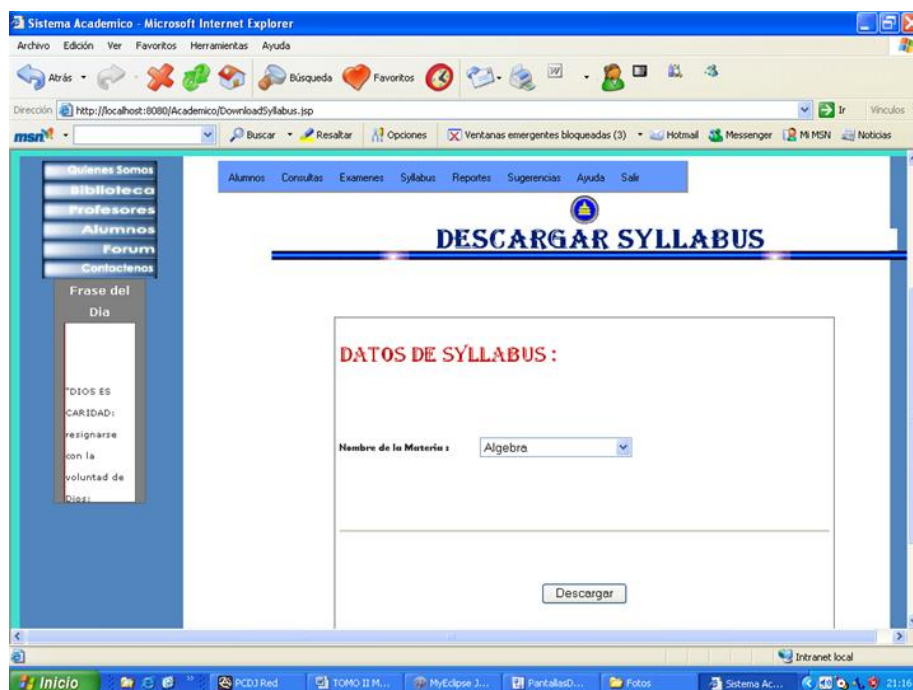 Sistema Academico - Microsoft Internet Explorer
Archivo Edición Ver Favoritos Herramientas Ayuda
Atrás Búsqueda Favoritos
Dirección http://localhost:8080/Academico/DownloadSyllabus.jsp Ir Vínculos
msn Buscar Resaltar Opciones Ventanas emergentes bloqueadas (3) Hotmail Messenger Mi MSN Noticias
Quienes Somos
Biblioteca
Profesores
Alumnos
Forum
Contactenos
Frase del
Dia
"DIOS ES
CARIDAD:
resignarse
con la
voluntad de
Dios:
Alumnos Consultas Examenes Syllabus Reportes Sugerencias Ayuda Salir
DESCARGAR SYLLABUS
DATOS DE SYLLABUS :
Nombre de la Materia : Algebra
Descargar
Intranet local
Inicio PCDJ Red TOMO II M... MyEclipse J... PantallasD... Fotos Sistema Ac... 21:16